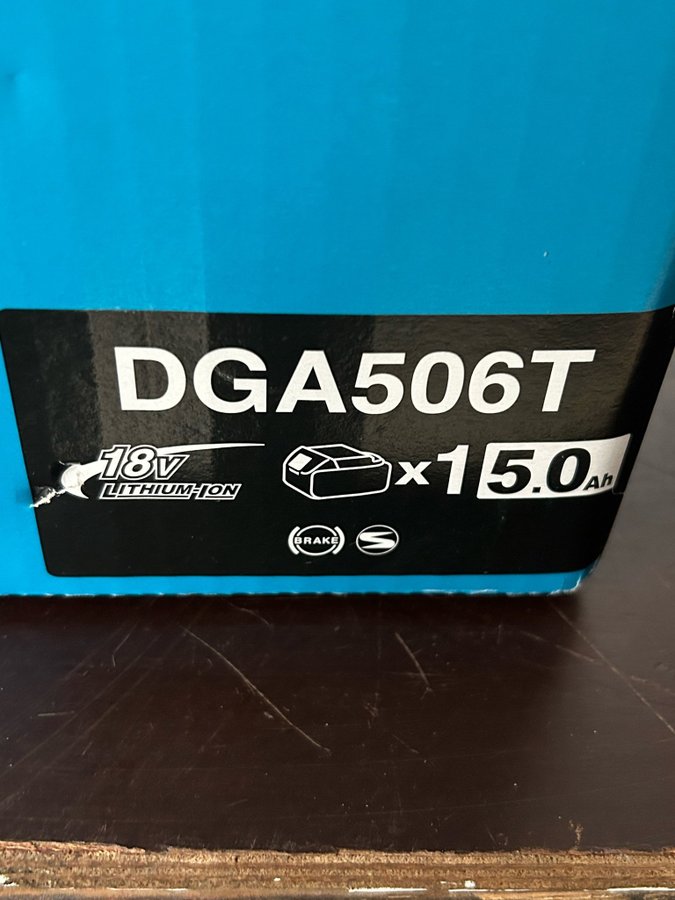 DGA506T
18V
LITHIUM-ION
x1 5.0Ah
BRAKE S